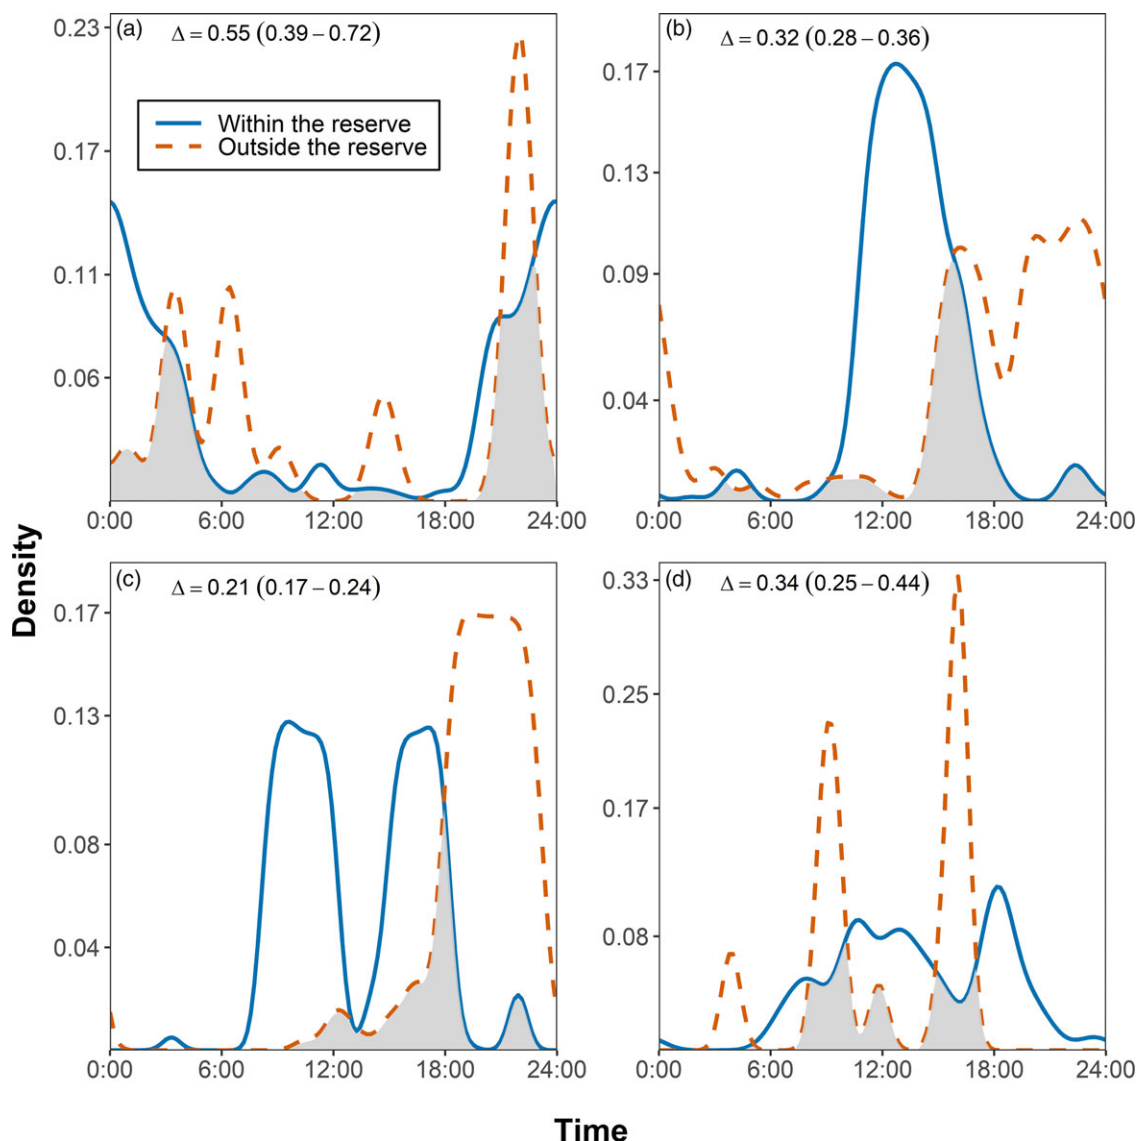 (a) Δ = 0.55 (0.39 – 0.72)
Within the reserve
Outside the reserve
0.23
0.17
0.11
0.06
0:00 6:00 12:00 18:00 24:00
(b) Δ = 0.32 (0.28 – 0.36)
0.17
0.13
0.09
0.04
0:00 6:00 12:00 18:00 24:00
(c) Δ = 0.21 (0.17 – 0.24)
0.17
0.13
0.08
0.04
0:00 6:00 12:00 18:00 24:00
(d) Δ = 0.34 (0.25 – 0.44)
0.33
0.25
0.17
0.08
0:00 6:00 12:00 18:00 24:00
Density
Time